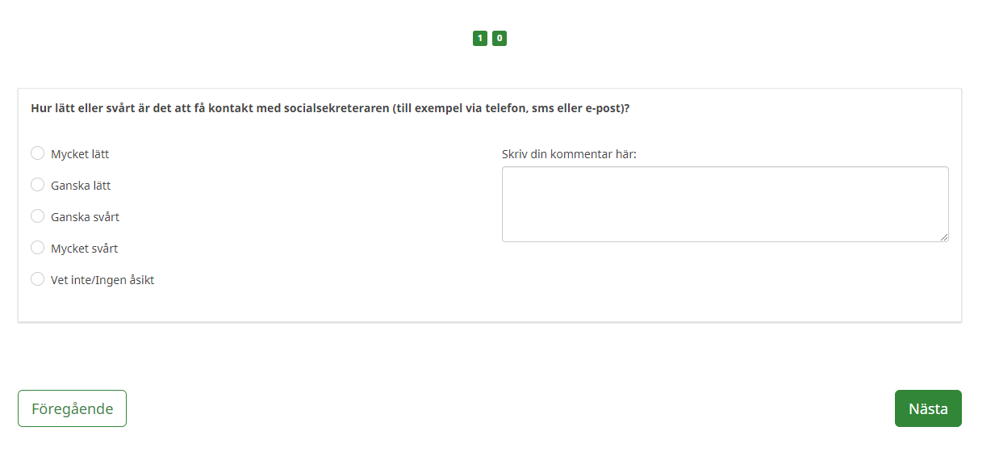 1 0
Hur lätt eller svårt är det att få kontakt med socialsekreteraren (till exempel via telefon, sms eller e-post)?
Mycket lätt
Ganska lätt
Ganska svårt
Mycket svårt
Vet inte/Ingen åsikt
Skriv din kommentar här:
Föregående
Nästa